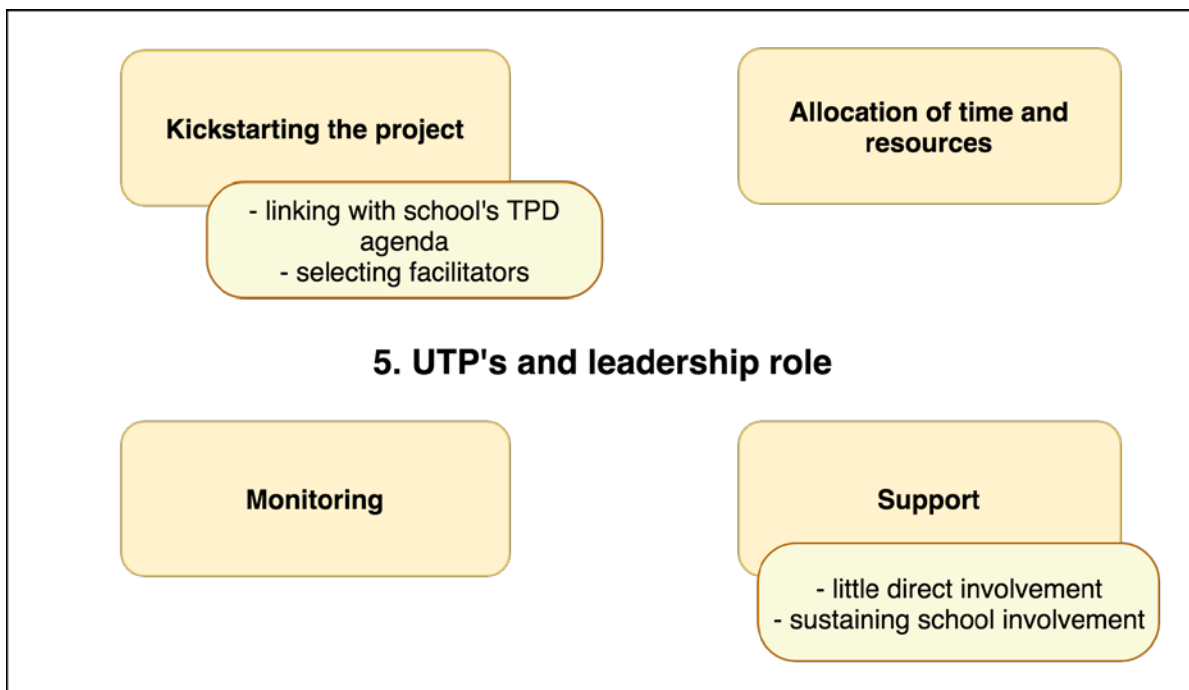 Kickstarting the project
- linking with school's TPD
agenda
- selecting facilitators
Allocation of time and
resources
5. UTP's and leadership role
Monitoring
Support
- little direct involvement
- sustaining school involvement